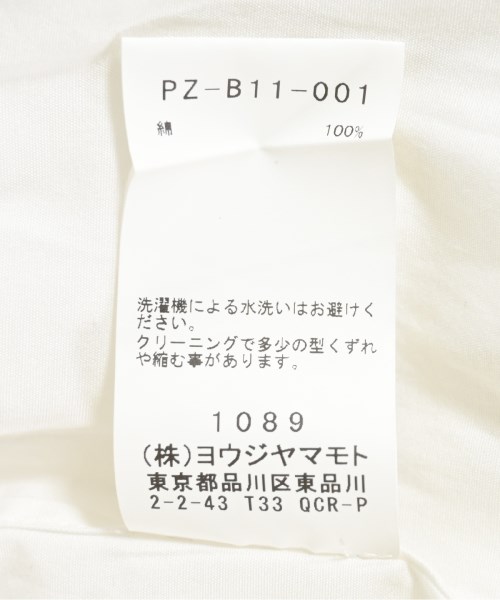 PZ-B11-001
綿 100%
洗濯機による水洗いはお避けく
ださい。
クリーニングで多少の型くずれ
や縮む事があります。
1089
(株)ヨウジヤマモト
東京都品川区東品川
2-2-43 T33 QCR-P